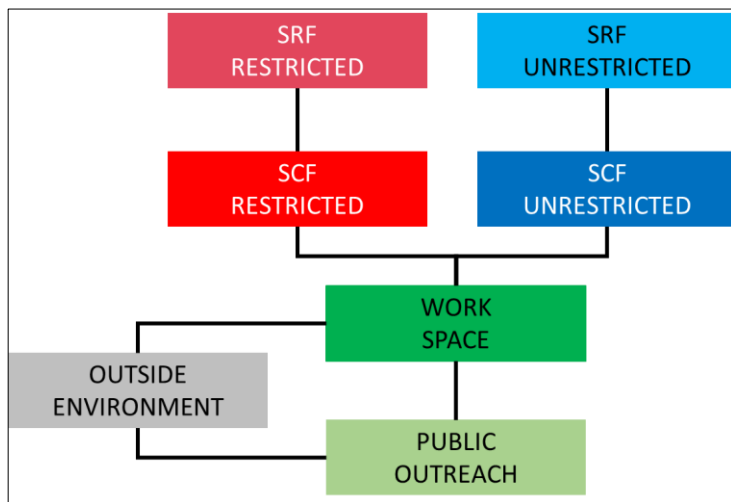 SRF
RESTRICTED
SRF
UNRESTRICTED
SCF
RESTRICTED
SCF
UNRESTRICTED
WORK
SPACE
OUTSIDE
ENVIRONMENT
PUBLIC
OUTREACH